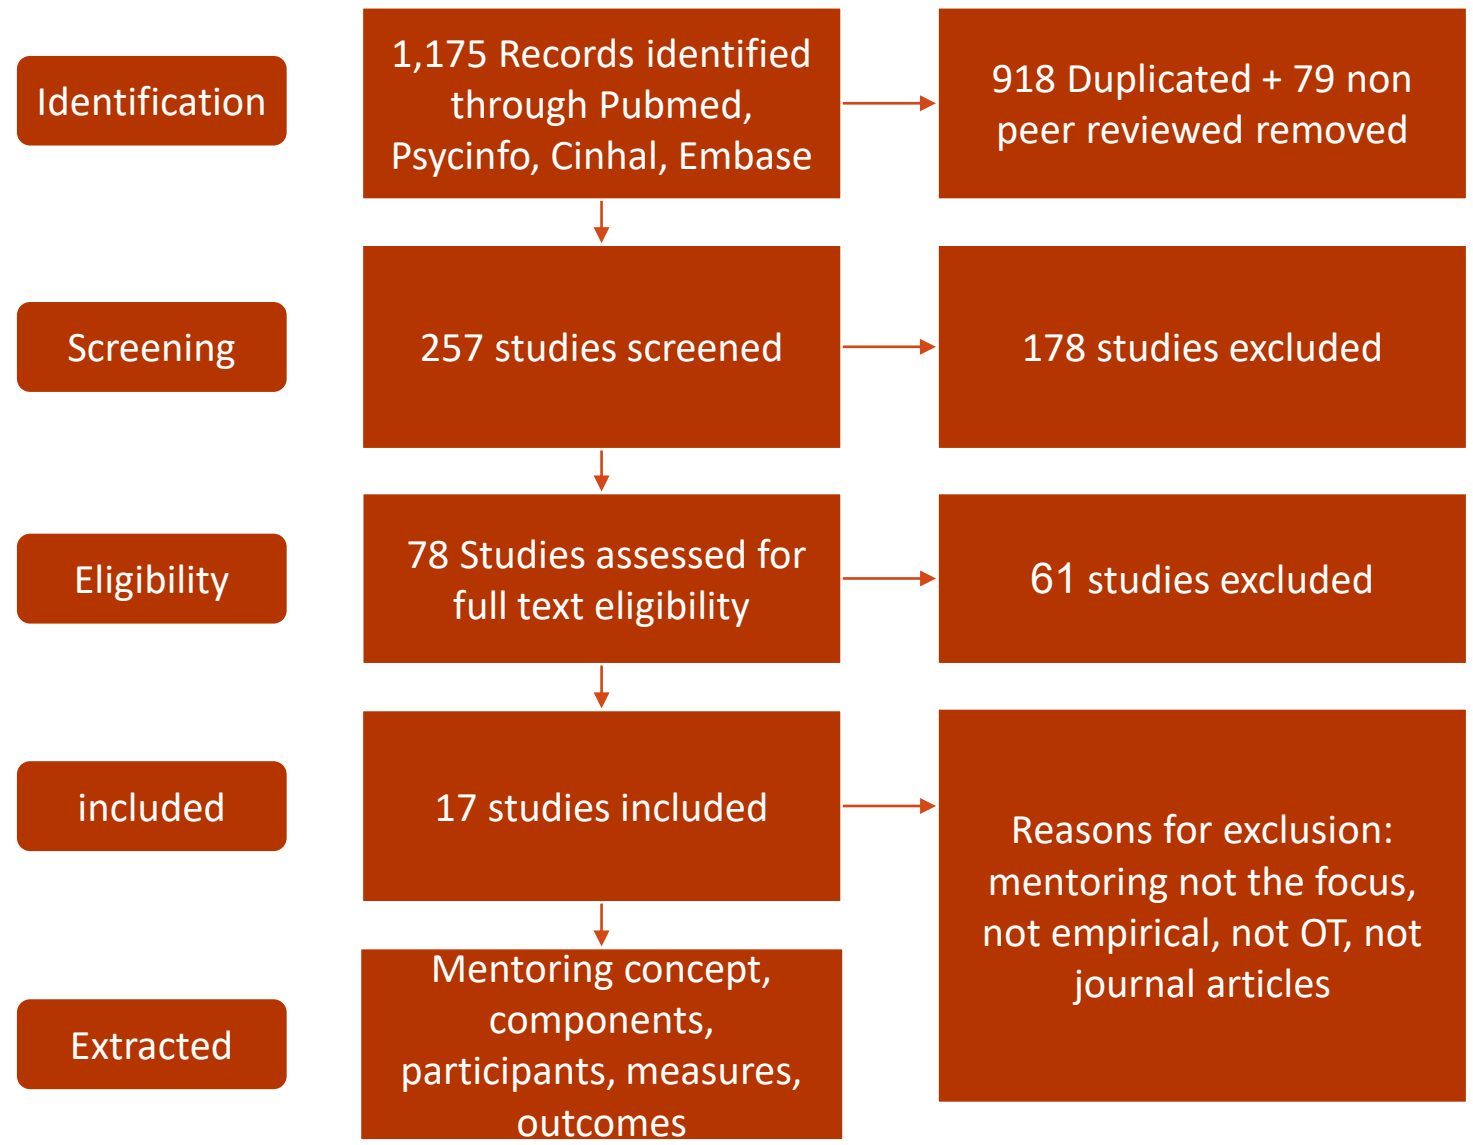 Identification
1,175 Records identified
through Pubmed,
Psycinfo, Cinhal, Embase
918 Duplicated + 79 non
peer reviewed removed
Screening
257 studies screened
178 studies excluded
Eligibility
78 Studies assessed for
full text eligibility
61 studies excluded
included
17 studies included
Reasons for exclusion:
mentoring not the focus,
not empirical, not OT, not
journal articles
Extracted
Mentoring concept,
components,
participants, measures,
outcomes